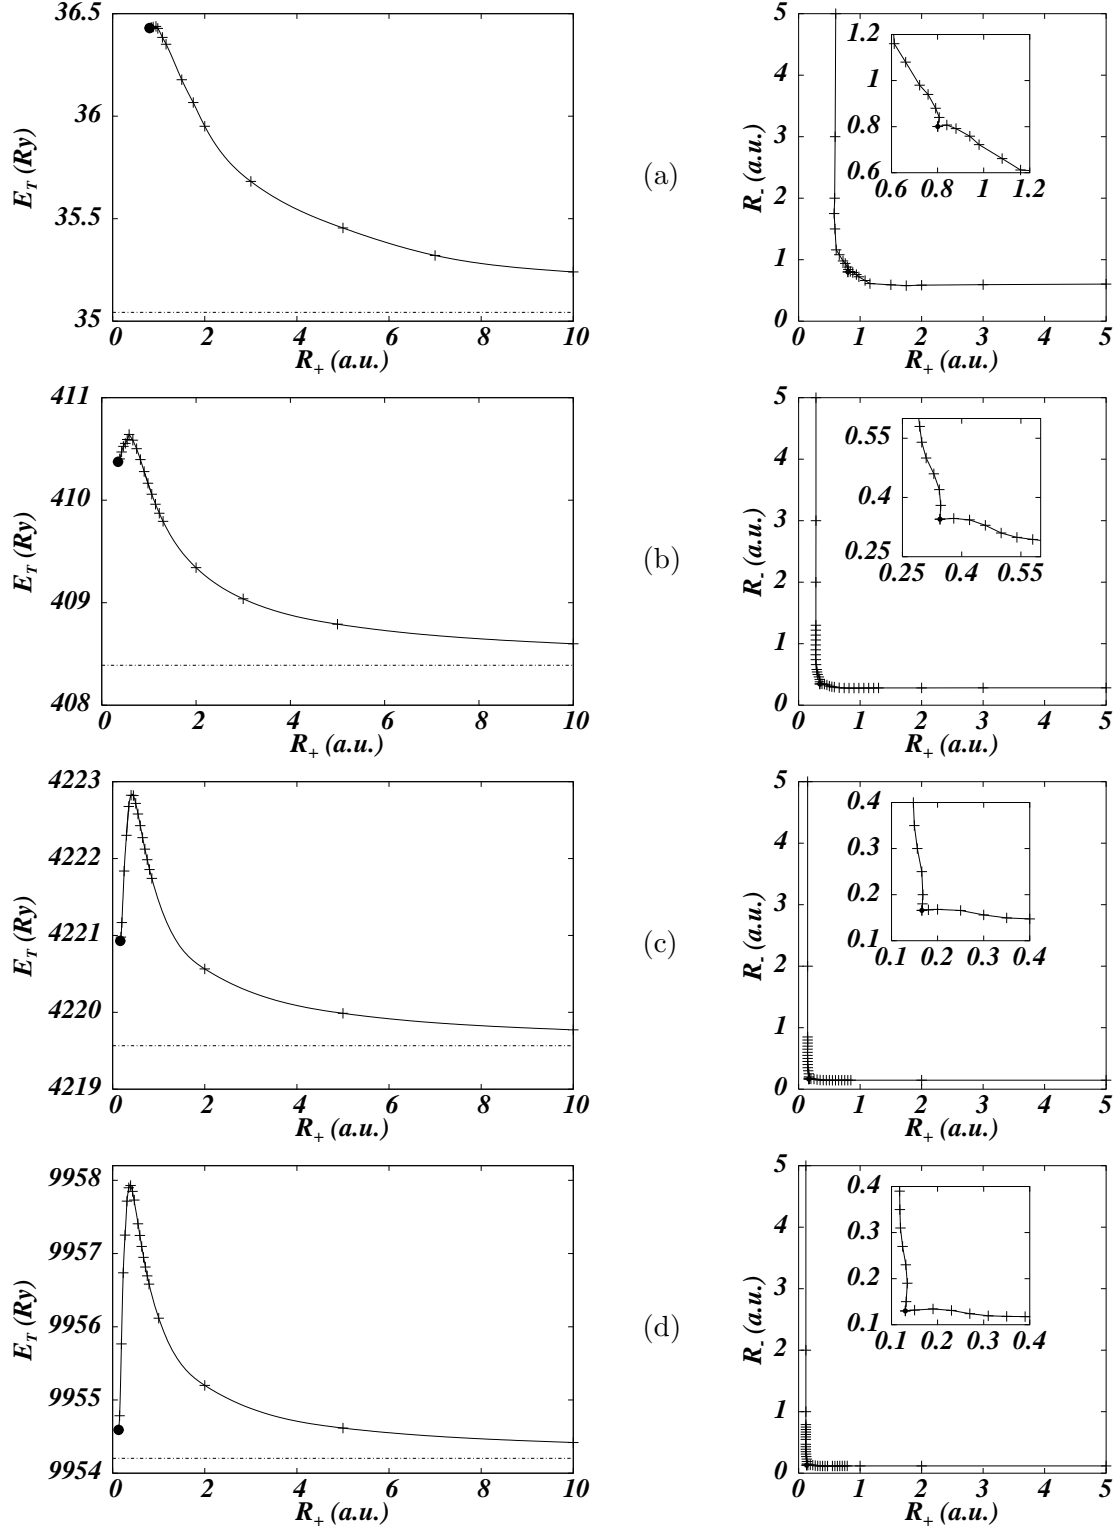 36.5
36
35.5
35
E_T (Ry)
0 2 4 6 8 10
R_+ (a.u.)
(a)
5
4
3
2
1
0
R_- (a.u.)
1.2
1
0.8
0.6
0.6 0.8 1 1.2
0 1 2 3 4 5
R_+ (a.u.)
411
410
409
408
E_T (Ry)
0 2 4 6 8 10
R_+ (a.u.)
(b)
5
4
3
2
1
0
R_- (a.u.)
0.55
0.4
0.25
0.25 0.4 0.55
0 1 2 3 4 5
R_+ (a.u.)
4223
4222
4221
4220
4219
E_T (Ry)
0 2 4 6 8 10
R_+ (a.u.)
(c)
5
4
3
2
1
0
R_- (a.u.)
0.4
0.3
0.2
0.1
0.1 0.2 0.3 0.4
0 1 2 3 4 5
R_+ (a.u.)
9958
9957
9956
9955
9954
E_T (Ry)
0 2 4 6 8 10
R_+ (a.u.)
(d)
5
4
3
2
1
0
R_- (a.u.)
0.4
0.3
0.2
0.1
0.1 0.2 0.3 0.4
0 1 2 3 4 5
R_+ (a.u.)